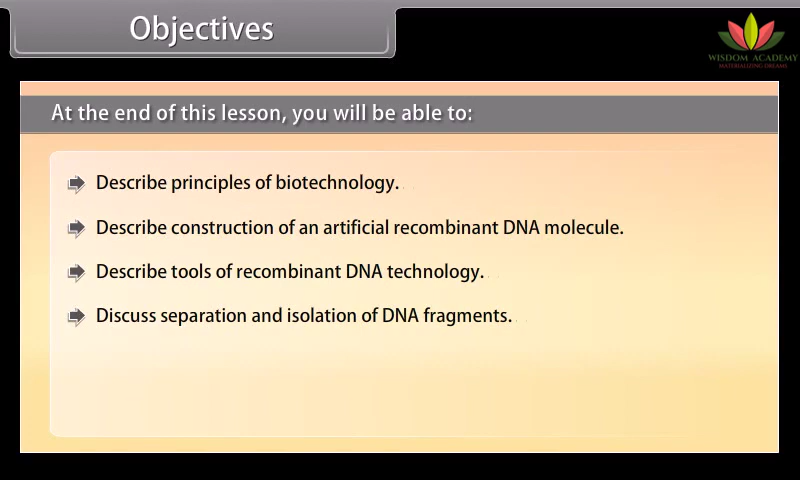 Objectives
WISDOM ACADEMY
MATERIALIZING DREAMS
At the end of this lesson, you will be able to:
Describe principles of biotechnology.
Describe construction of an artificial recombinant DNA molecule.
Describe tools of recombinant DNA technology.
Discuss separation and isolation of DNA fragments.